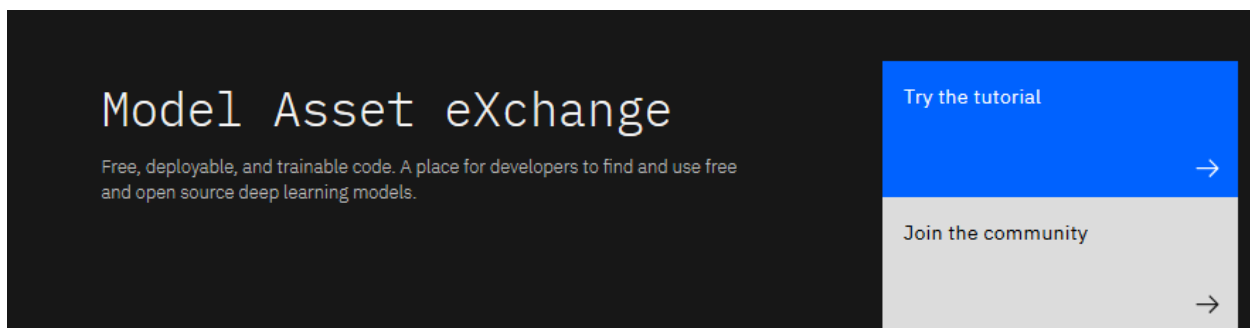 Model Asset eXchange
Free, deployable, and trainable code. A place for developers to find and use free
and open source deep learning models.
Try the tutorial
Join the community